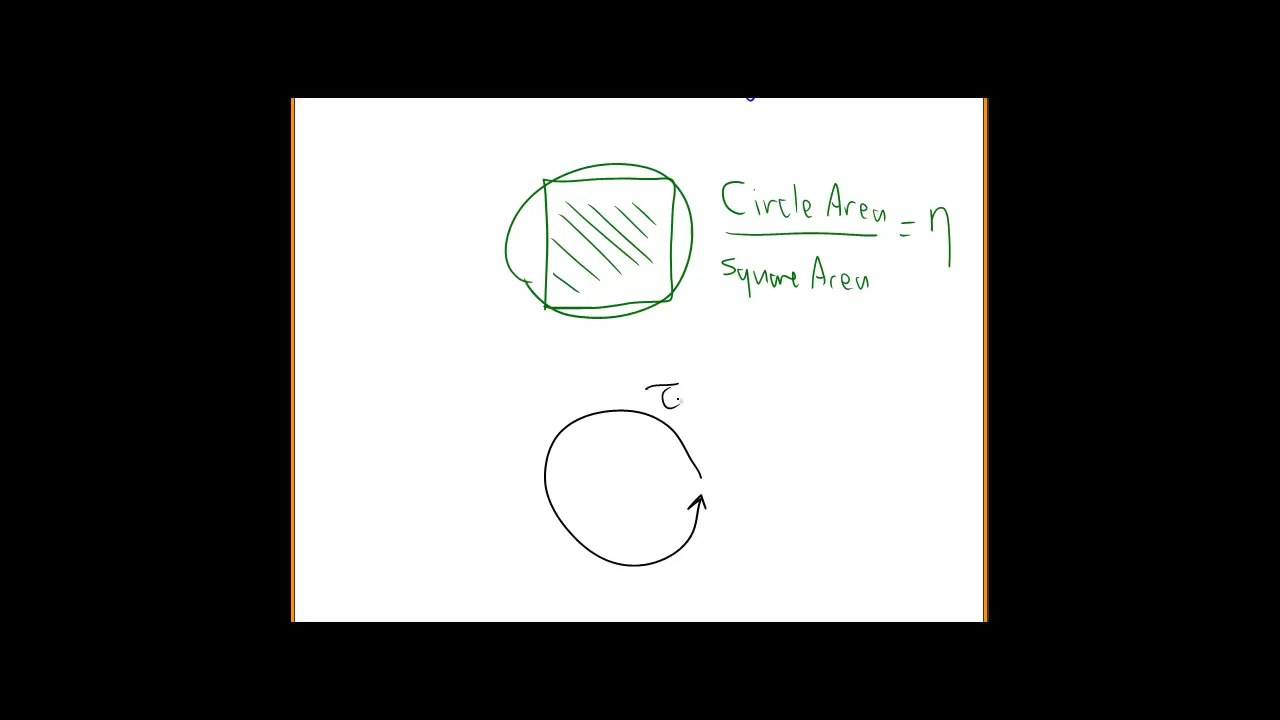 Circle Area
= η
Square Area
τ